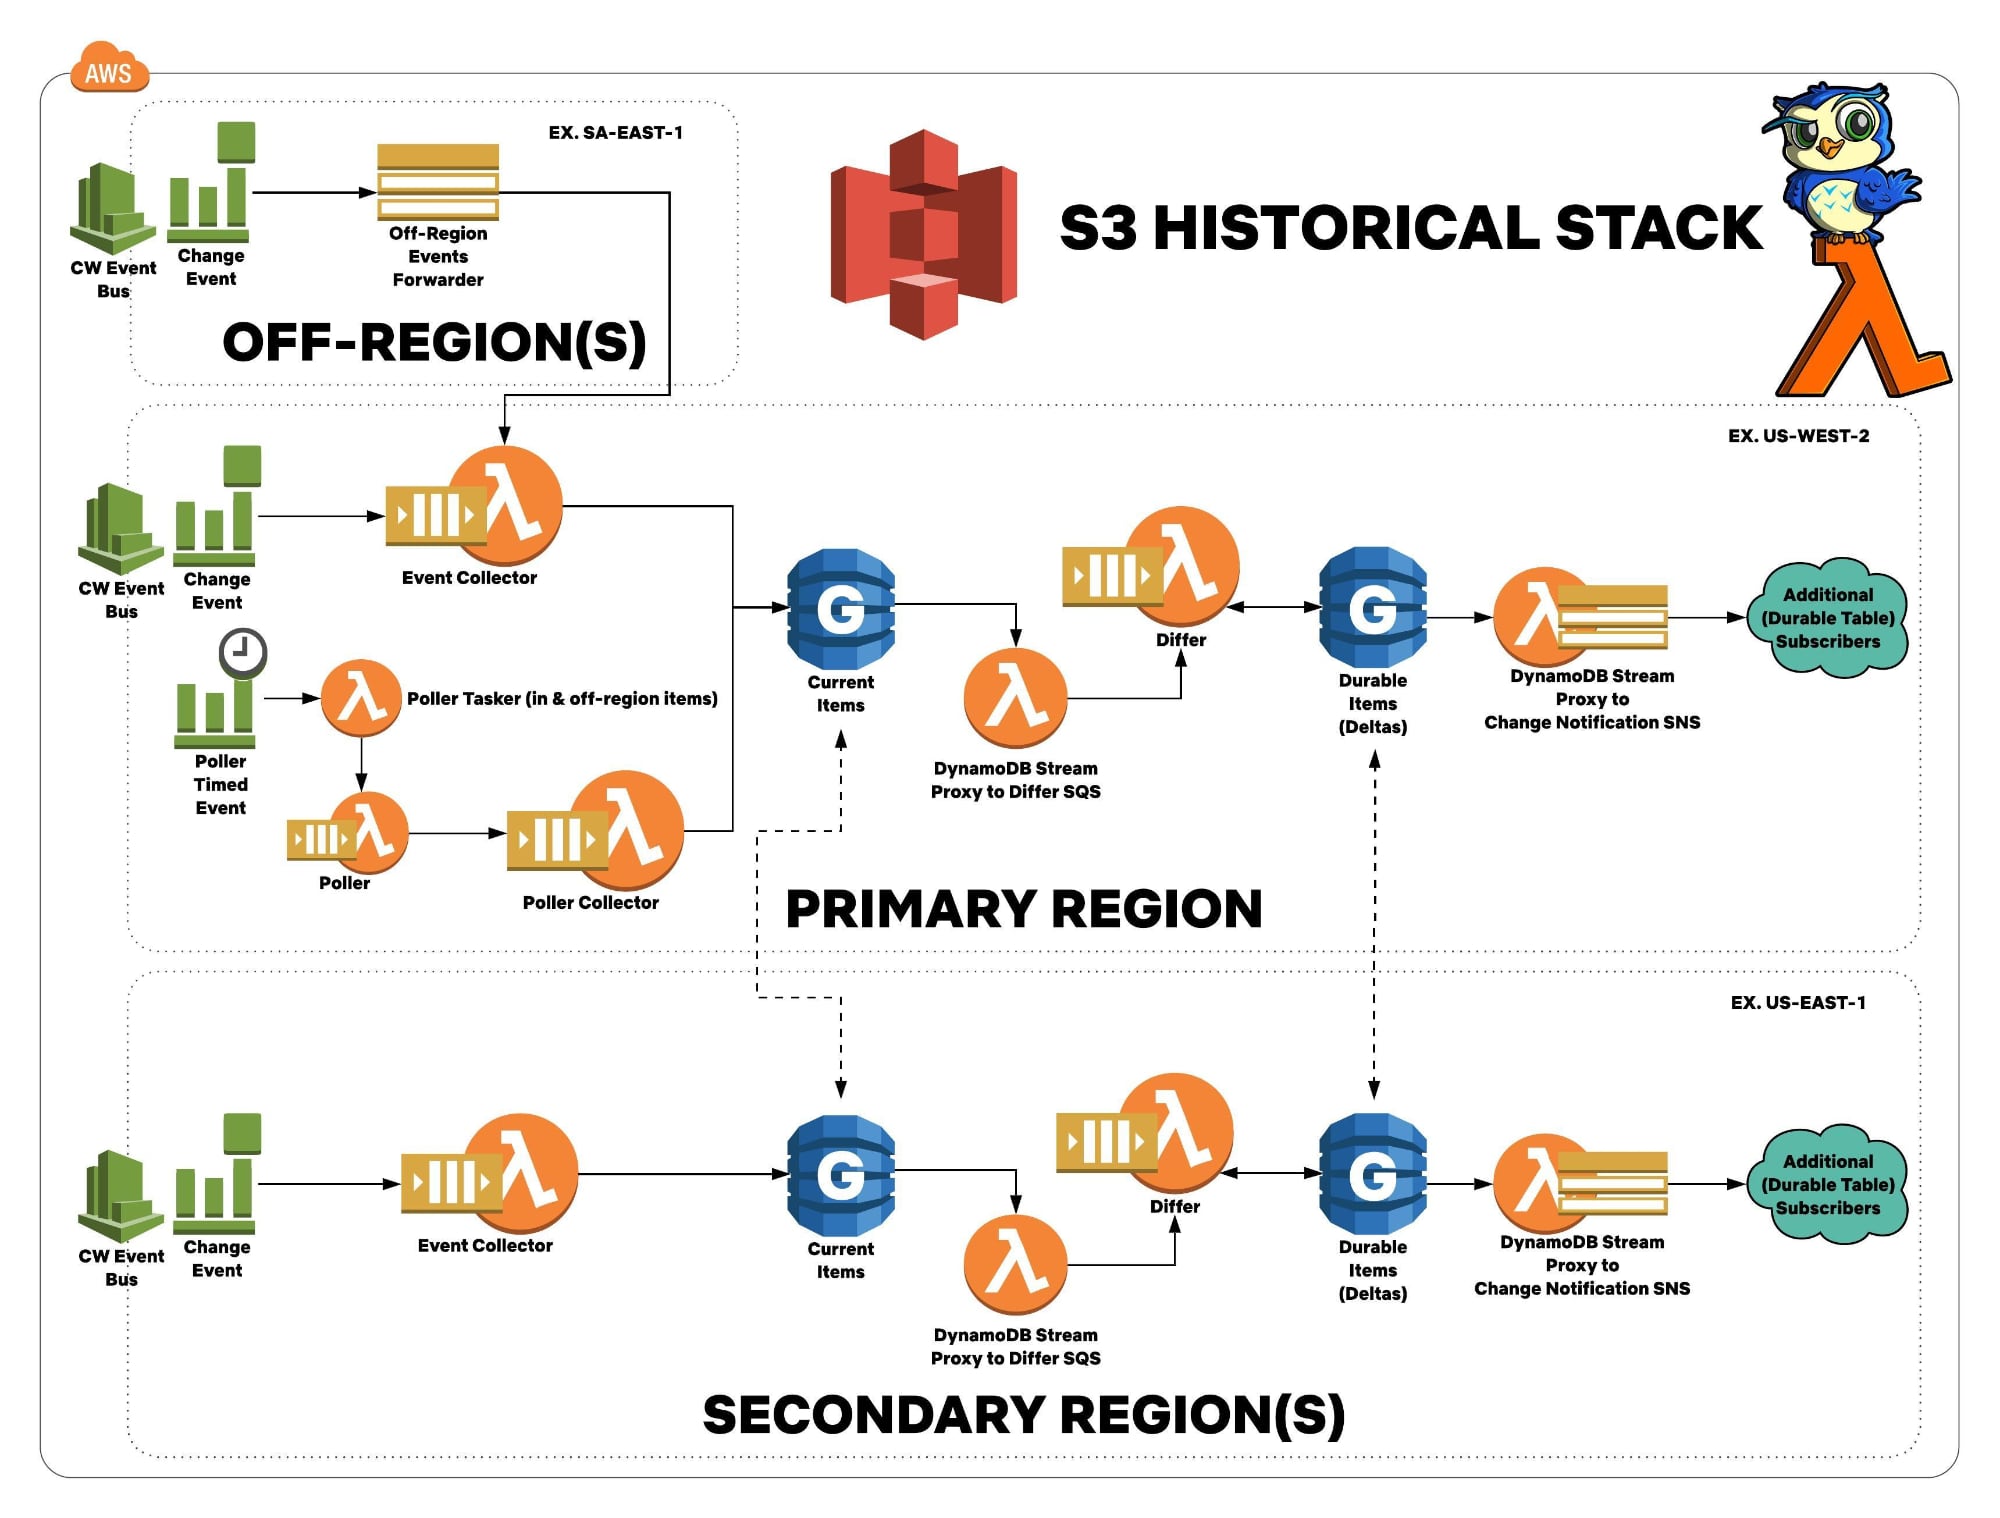 AWS
EX. SA-EAST-1
CW Event
Bus
Change
Event
Off-Region
Events
Forwarder
OFF-REGION(S)
S3 HISTORICAL STACK
EX. US-WEST-2
CW Event
Bus
Change
Event
Event Collector
Poller
Timed
Event
Poller Tasker (in & off-region items)
Poller
Poller Collector
G
Current
Items
DynamoDB Stream
Proxy to Differ SQS
Differ
G
Durable
Items
(Deltas)
DynamoDB Stream
Proxy to
Change Notification SNS
Additional
(Durable Table)
Subscribers
PRIMARY REGION
EX. US-EAST-1
CW Event
Bus
Change
Event
Event Collector
G
Current
Items
DynamoDB Stream
Proxy to Differ SQS
Differ
G
Durable
Items
(Deltas)
DynamoDB Stream
Proxy to
Change Notification SNS
Additional
(Durable Table)
Subscribers
SECONDARY REGION(S)